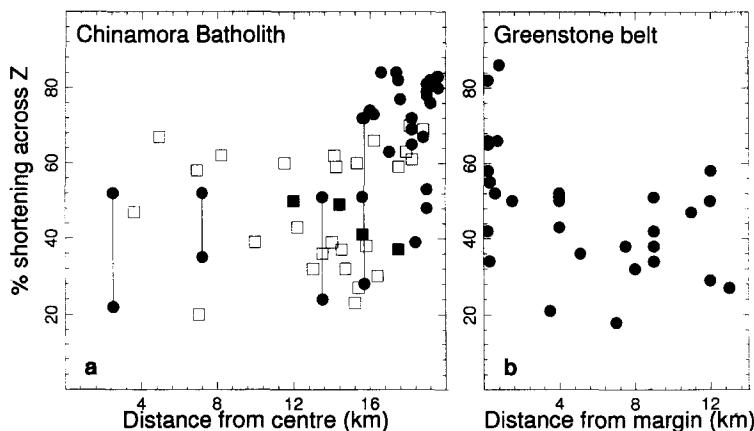 Chinamora Batholith
Greenstone belt
% shortening across Z
80
60
40
20
a
4
8
12
16
Distance from centre (km)
80
60
40
20
b
4
8
12
Distance from margin (km)